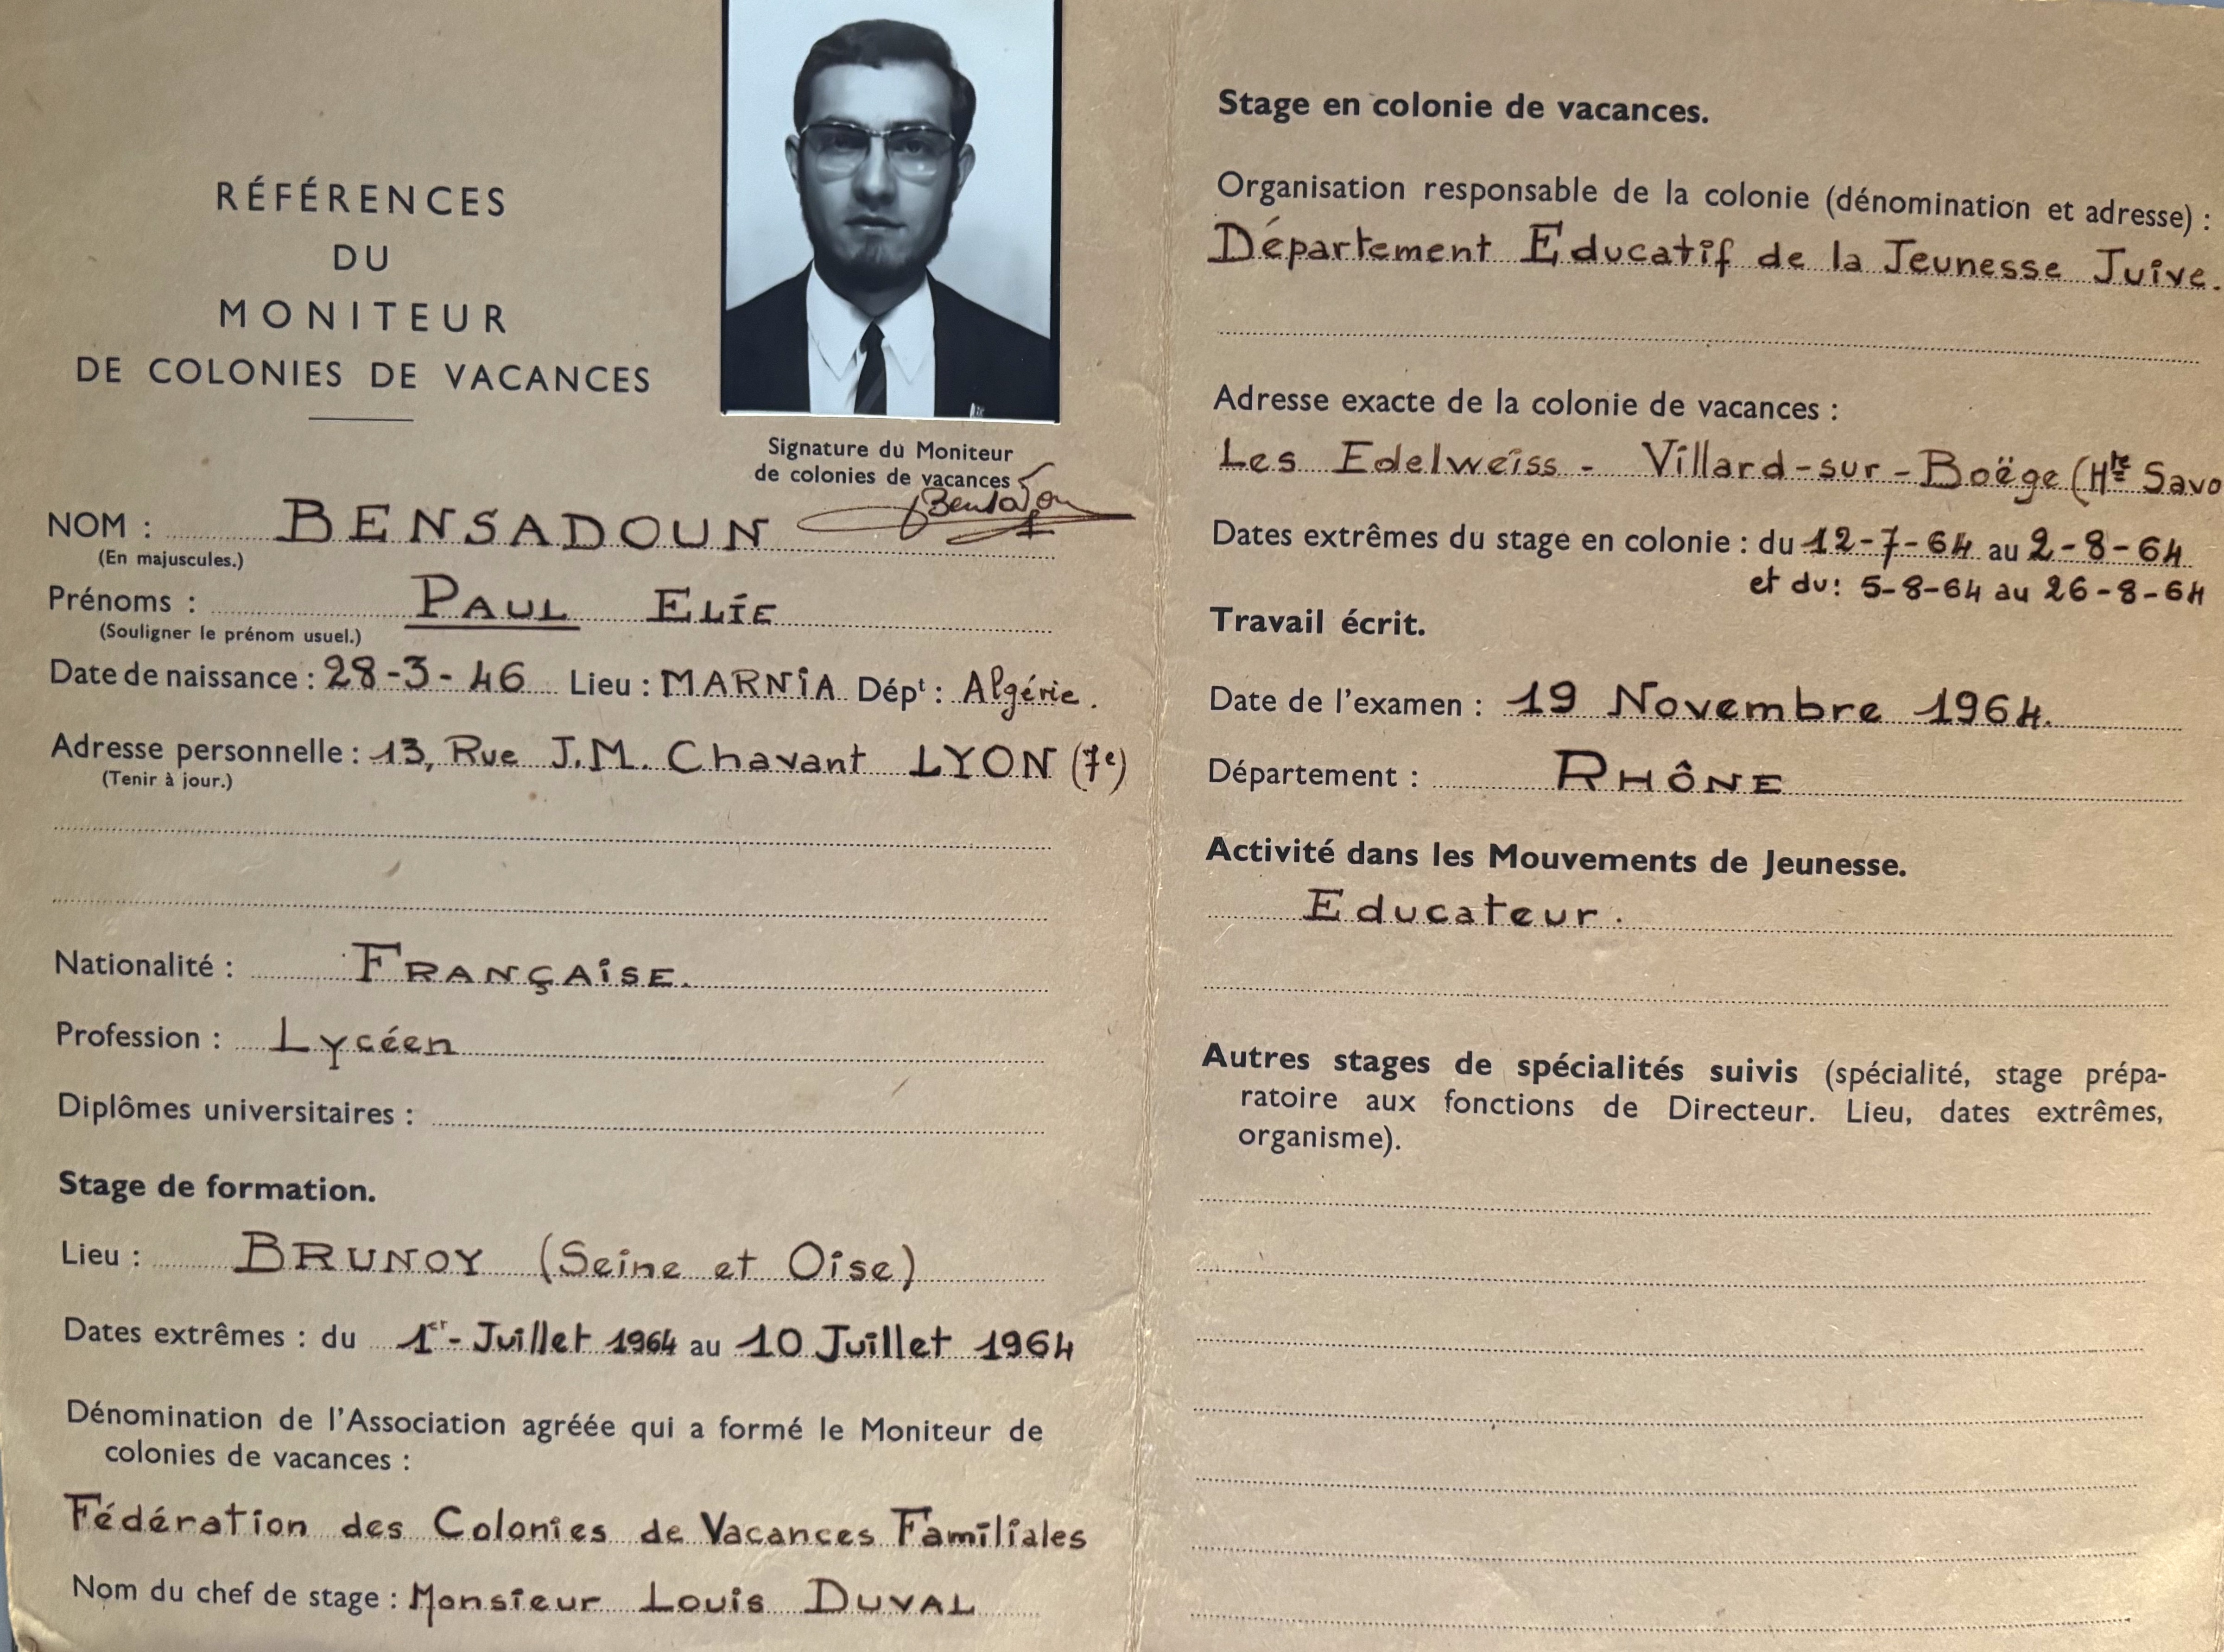 RÉFÉRENCES
DU
MONITEUR
DE COLONIES DE VACANCES
Signature du Moniteur
de colonies de vacances
Bensadoun
NOM : BENSADOUN
(En majuscules.)
Prénoms : PAUL ELIE
(Souligner le prénom usuel.)
Date de naissance : 28-3-46 Lieu : MARNIA Dépt : Algérie.
Adresse personnelle : 13, Rue J.M. Chavant LYON (7e)
(Tenir à jour.)
Nationalité : FRANÇAISE.
Profession : Lycéen
Diplômes universitaires :
Stage de formation.
Lieu : BRUNOY (Seine et Oise)
Dates extrêmes : du 1er - Juillet 1964 au 10 Juillet 1964
Dénomination de l'Association agréée qui a formé le Moniteur de
colonies de vacances :
Fédération des Colonies de Vacances Familiales
Nom du chef de stage : Monsieur Louis DUVAL
Stage en colonie de vacances.
Organisation responsable de la colonie (dénomination et adresse) :
Département Educatif de la Jeunesse Juive.
Adresse exacte de la colonie de vacances :
Les Edelweiss - Villard-sur-Boëge (Hte Savo
Dates extrêmes du stage en colonie : du 12-7-64 au 2-8-64
et du : 5-8-64 au 26-8-64
Travail écrit.
Date de l'examen : 19 Novembre 1964.
Département : RHÔNE
Activité dans les Mouvements de Jeunesse.
Educateur.
Autres stages de spécialités suivis (spécialité, stage prépa-
ratoire aux fonctions de Directeur. Lieu, dates extrêmes,
organisme).